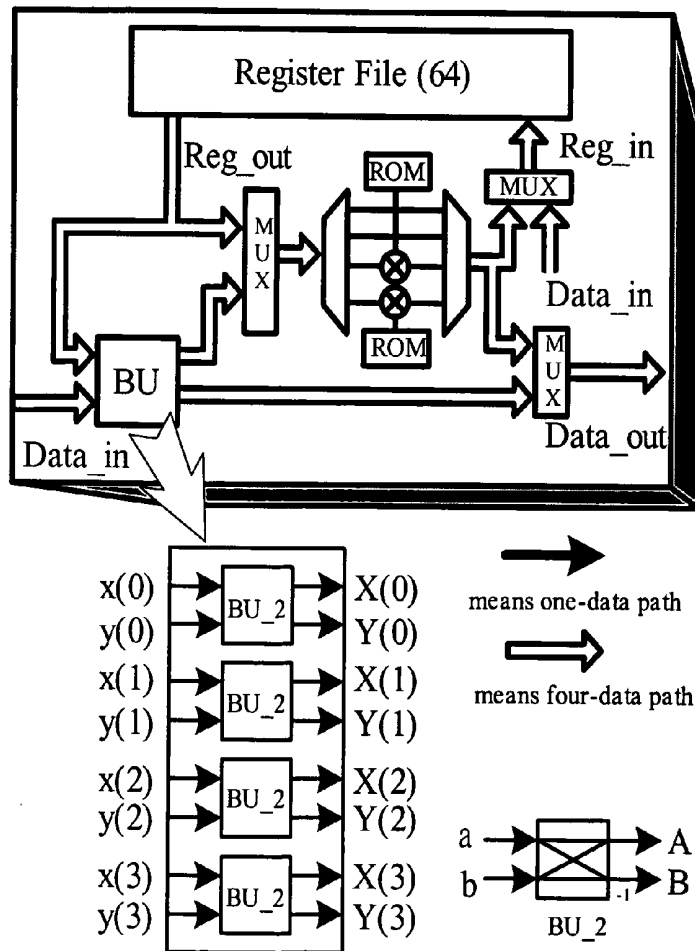 Register File (64)
Reg_out
Reg_in
ROM
MUX
MUX
Data_in
ROM
BU
MUX
Data_in
Data_out
x(0)
BU_2
X(0)
y(0)
Y(0)
means one-data path
x(1)
BU_2
X(1)
y(1)
Y(1)
means four-data path
x(2)
BU_2
X(2)
y(2)
Y(2)
a
A
x(3)
BU_2
X(3)
b
B
-1
y(3)
Y(3)
BU_2